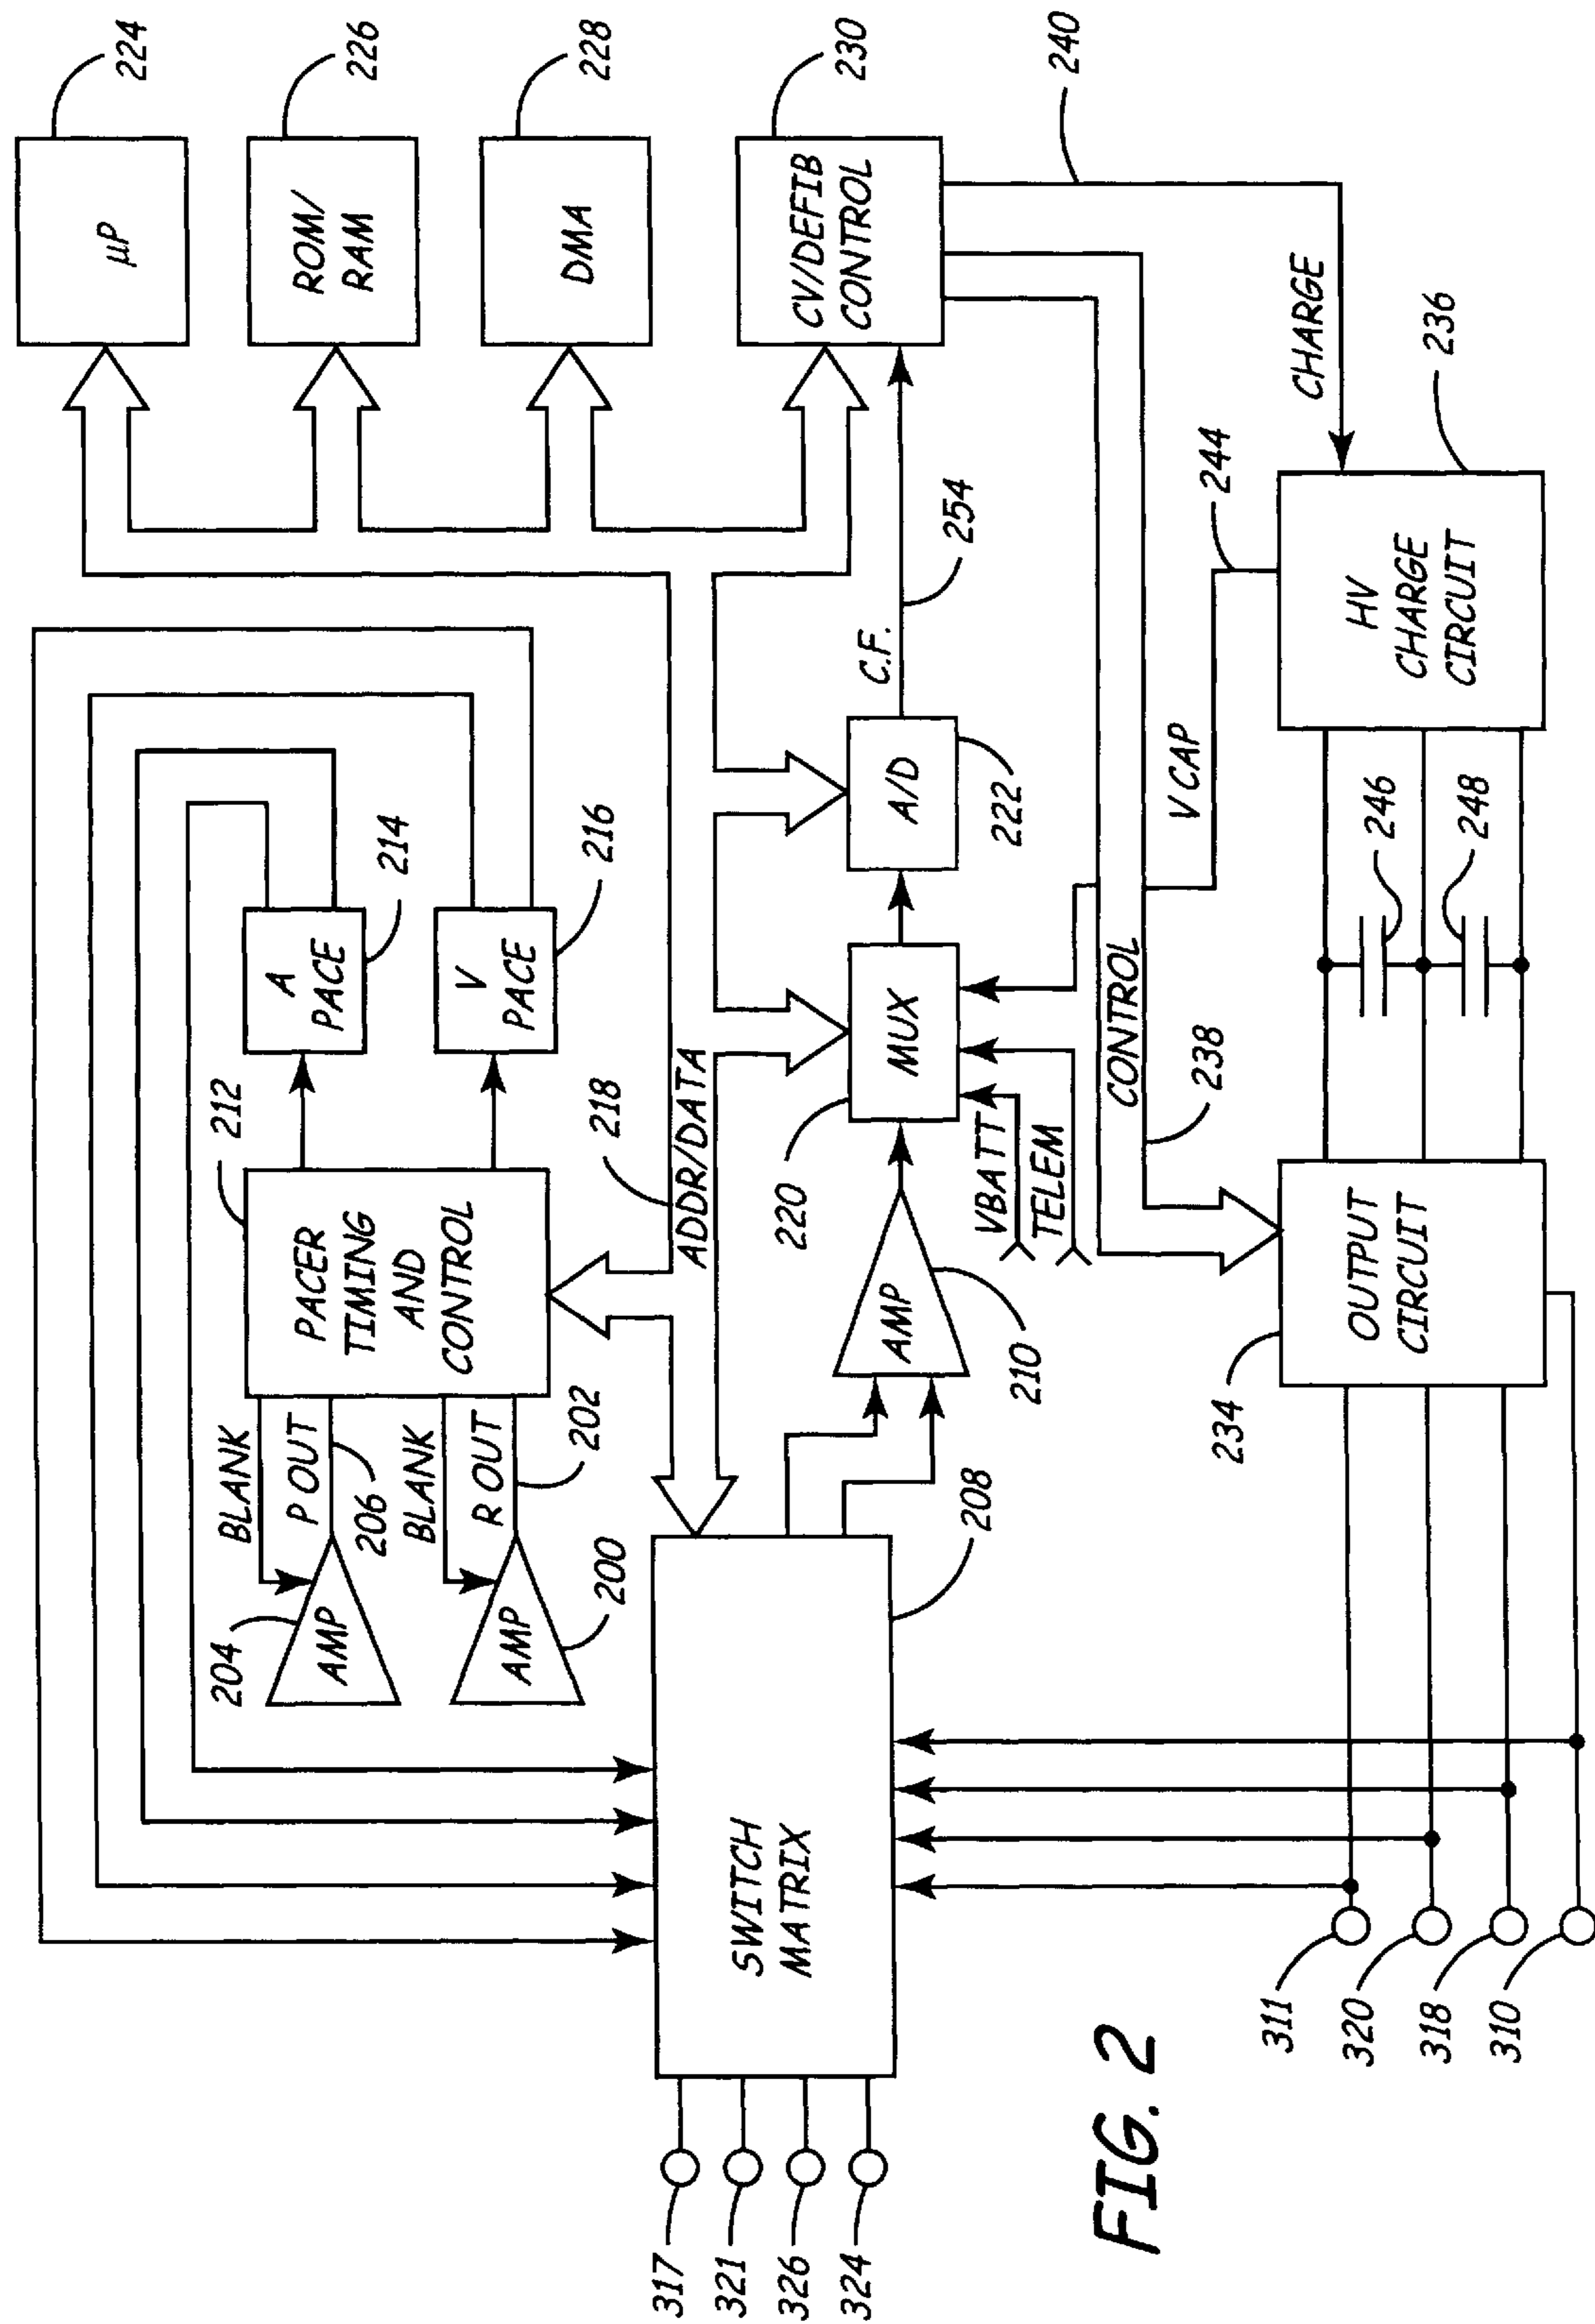 224
µP
226
ROM/
RAM
228
DMA
230
CV/DEFIB
CONTROL
240
CHARGE
236
HV
CHARGE
CIRCUIT
244
V CAP
246
248
254
C.F.
A/D
222
214
A
PACE
216
V
PACE
212
PACER
TIMING
AND
CONTROL
ADDR/DATA
218
MUX
220
VBATT
TELEM
CONTROL
238
AMP
210
OUTPUT
CIRCUIT
234
BLANK
P OUT
206
BLANK
R OUT
202
204
AMP
AMP
200
208
SWITCH
MATRIX
317
321
326
324
311
320
318
310
FIG. 2